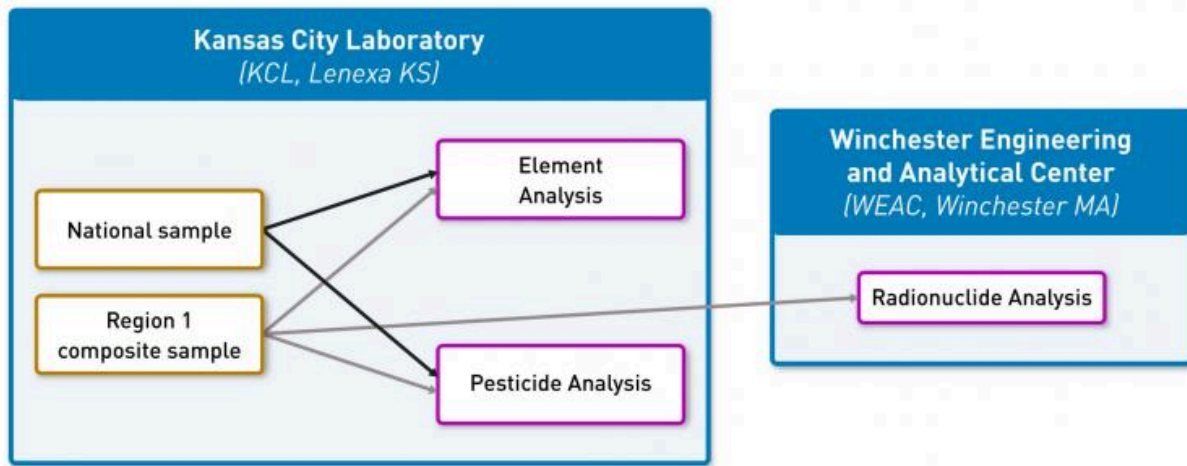 Kansas City Laboratory
(KCL, Lenexa KS)
National sample
Region 1
composite sample
Element
Analysis
Pesticide Analysis
Winchester Engineering
and Analytical Center
(WEAC, Winchester MA)
Radionuclide Analysis